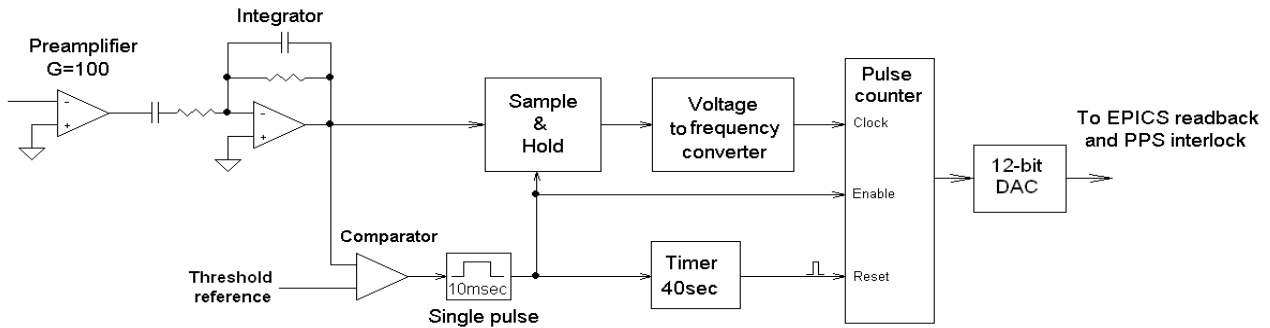 Integrator
Preamplifier
G=100
-
+
-
+
Sample
&
Hold
Voltage
to frequency
converter
Pulse
counter
Clock
Enable
Reset
To EPICS readback
and PPS interlock
12-bit
DAC
Comparator
Threshold
reference
10msec
Single pulse
Timer
40sec